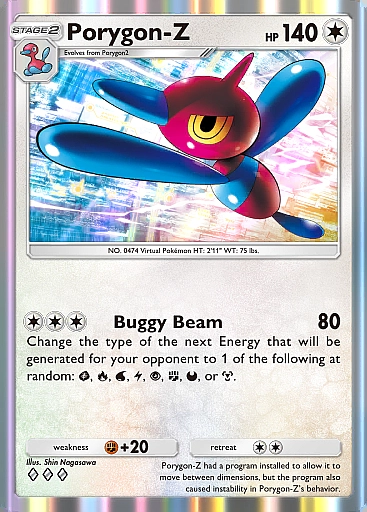 STAGE2 Porygon-Z HP 140
Evolves from Porygon2
NO. 0474 Virtual Pokémon HT: 2'11" WT: 75 lbs.
Buggy Beam 80
Change the type of the next Energy that will be
generated for your opponent to 1 of the following at
random: , , , , , , , or .
weakness +20 retreat
Illus. Shin Nagasawa
Porygon-Z had a program installed to allow it to
move between dimensions, but the program also
caused instability in Porygon-Z's behavior.